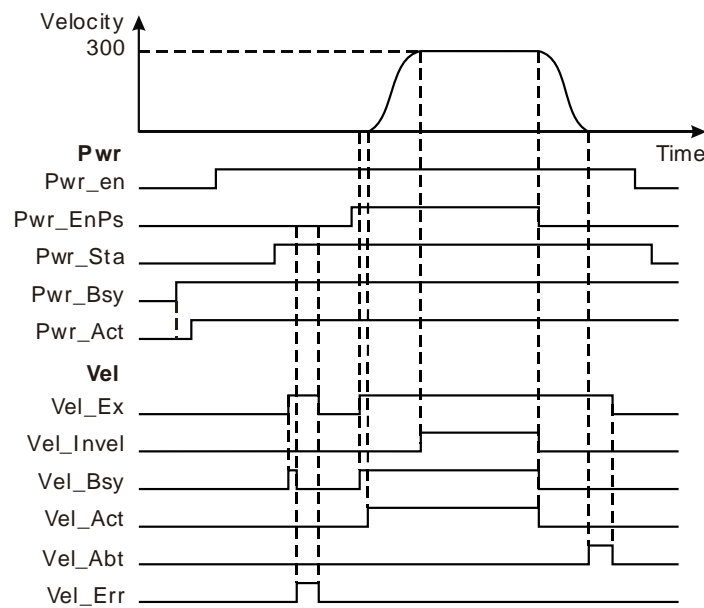 Velocity
300
Time
Pwr
Pwr_en
Pwr_EnPs
Pwr_Sta
Pwr_Bsy
Pwr_Act
Vel
Vel_Ex
Vel_Invel
Vel_Bsy
Vel_Act
Vel_Abt
Vel_Err